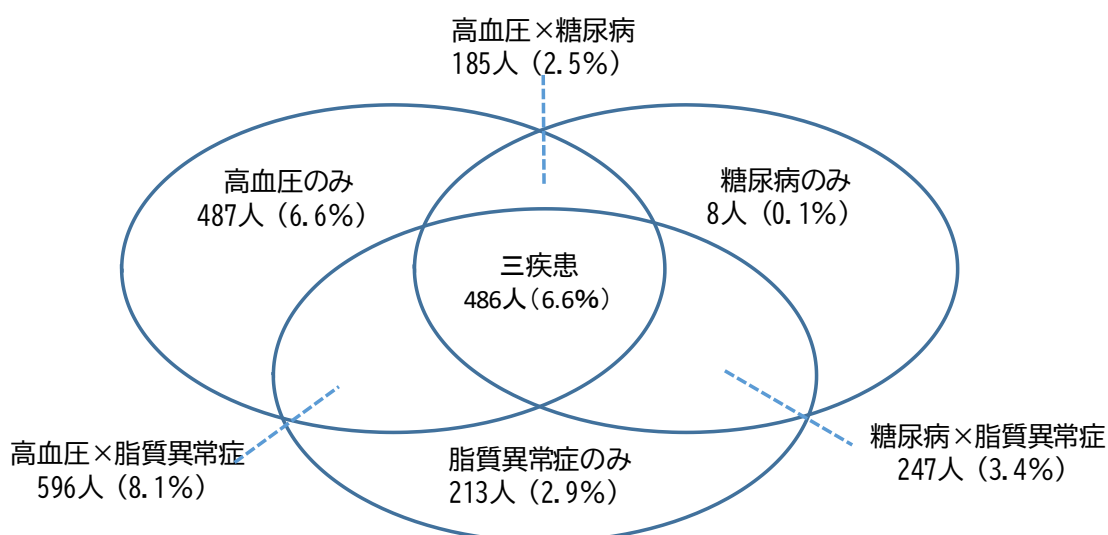 高血圧×糖尿病
185人（2.5%）
高血圧のみ
487人（6.6%）
糖尿病のみ
8人（0.1%）
三疾患
486人（6.6%）
高血圧×脂質異常症
596人（8.1%）
脂質異常症のみ
213人（2.9%）
糖尿病×脂質異常症
247人（3.4%）